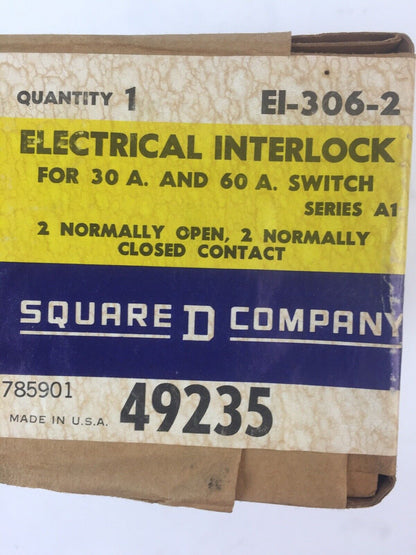 QUANTITY 1 EI-306-2
ELECTRICAL INTERLOCK
FOR 30 A. AND 60 A. SWITCH
SERIES A1
2 NORMALLY OPEN, 2 NORMALLY
CLOSED CONTACT
SQUARE D COMPANY
785901
MADE IN U.S.A. 49235